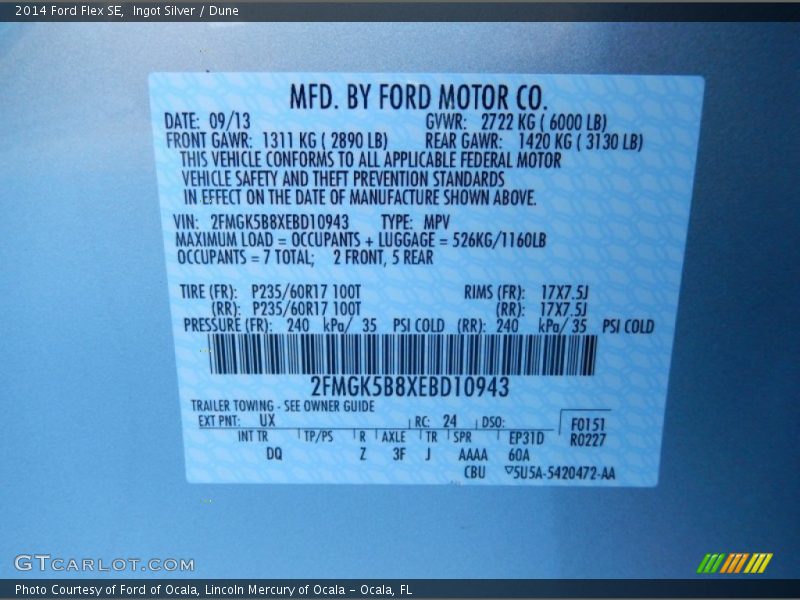 2014 Ford Flex SE,  Ingot Silver / Dune
MFD. BY FORD MOTOR CO.
DATE: 09/13 GVWR: 2722 KG ( 6000 LB)
FRONT GAWR: 1311 KG ( 2890 LB) REAR GAWR: 1420 KG ( 3130 LB)
THIS VEHICLE CONFORMS TO ALL APPLICABLE FEDERAL MOTOR
VEHICLE SAFETY AND THEFT PREVENTION STANDARDS
IN EFFECT ON THE DATE OF MANUFACTURE SHOWN ABOVE.
VIN: 2FMGK5B8XEBD10943 TYPE: MPV
MAXIMUM LOAD = OCCUPANTS + LUGGAGE = 526KG/1160LB
OCCUPANTS = 7 TOTAL; 2 FRONT, 5 REAR
TIRE (FR): P235/60R17 100T RIMS (FR): 17X7.5J
(RR): P235/60R17 100T (RR): 17X7.5J
PRESSURE (FR): 240 kPa/ 35 PSI COLD (RR): 240 kPa/ 35 PSI COLD
2FMGK5B8XEBD10943
TRAILER TOWING - SEE OWNER GUIDE
EXT PNT: UX RC: 24 DSO: F0151
INT TR TP/PS R AXLE TR SPR EP31D R0227
DQ Z 3F J AAAA 60A
CBU ▽5U5A-5420472-AA
GTCARLOT.COM
Photo Courtesy of Ford of Ocala, Lincoln Mercury of Ocala – Ocala, FL